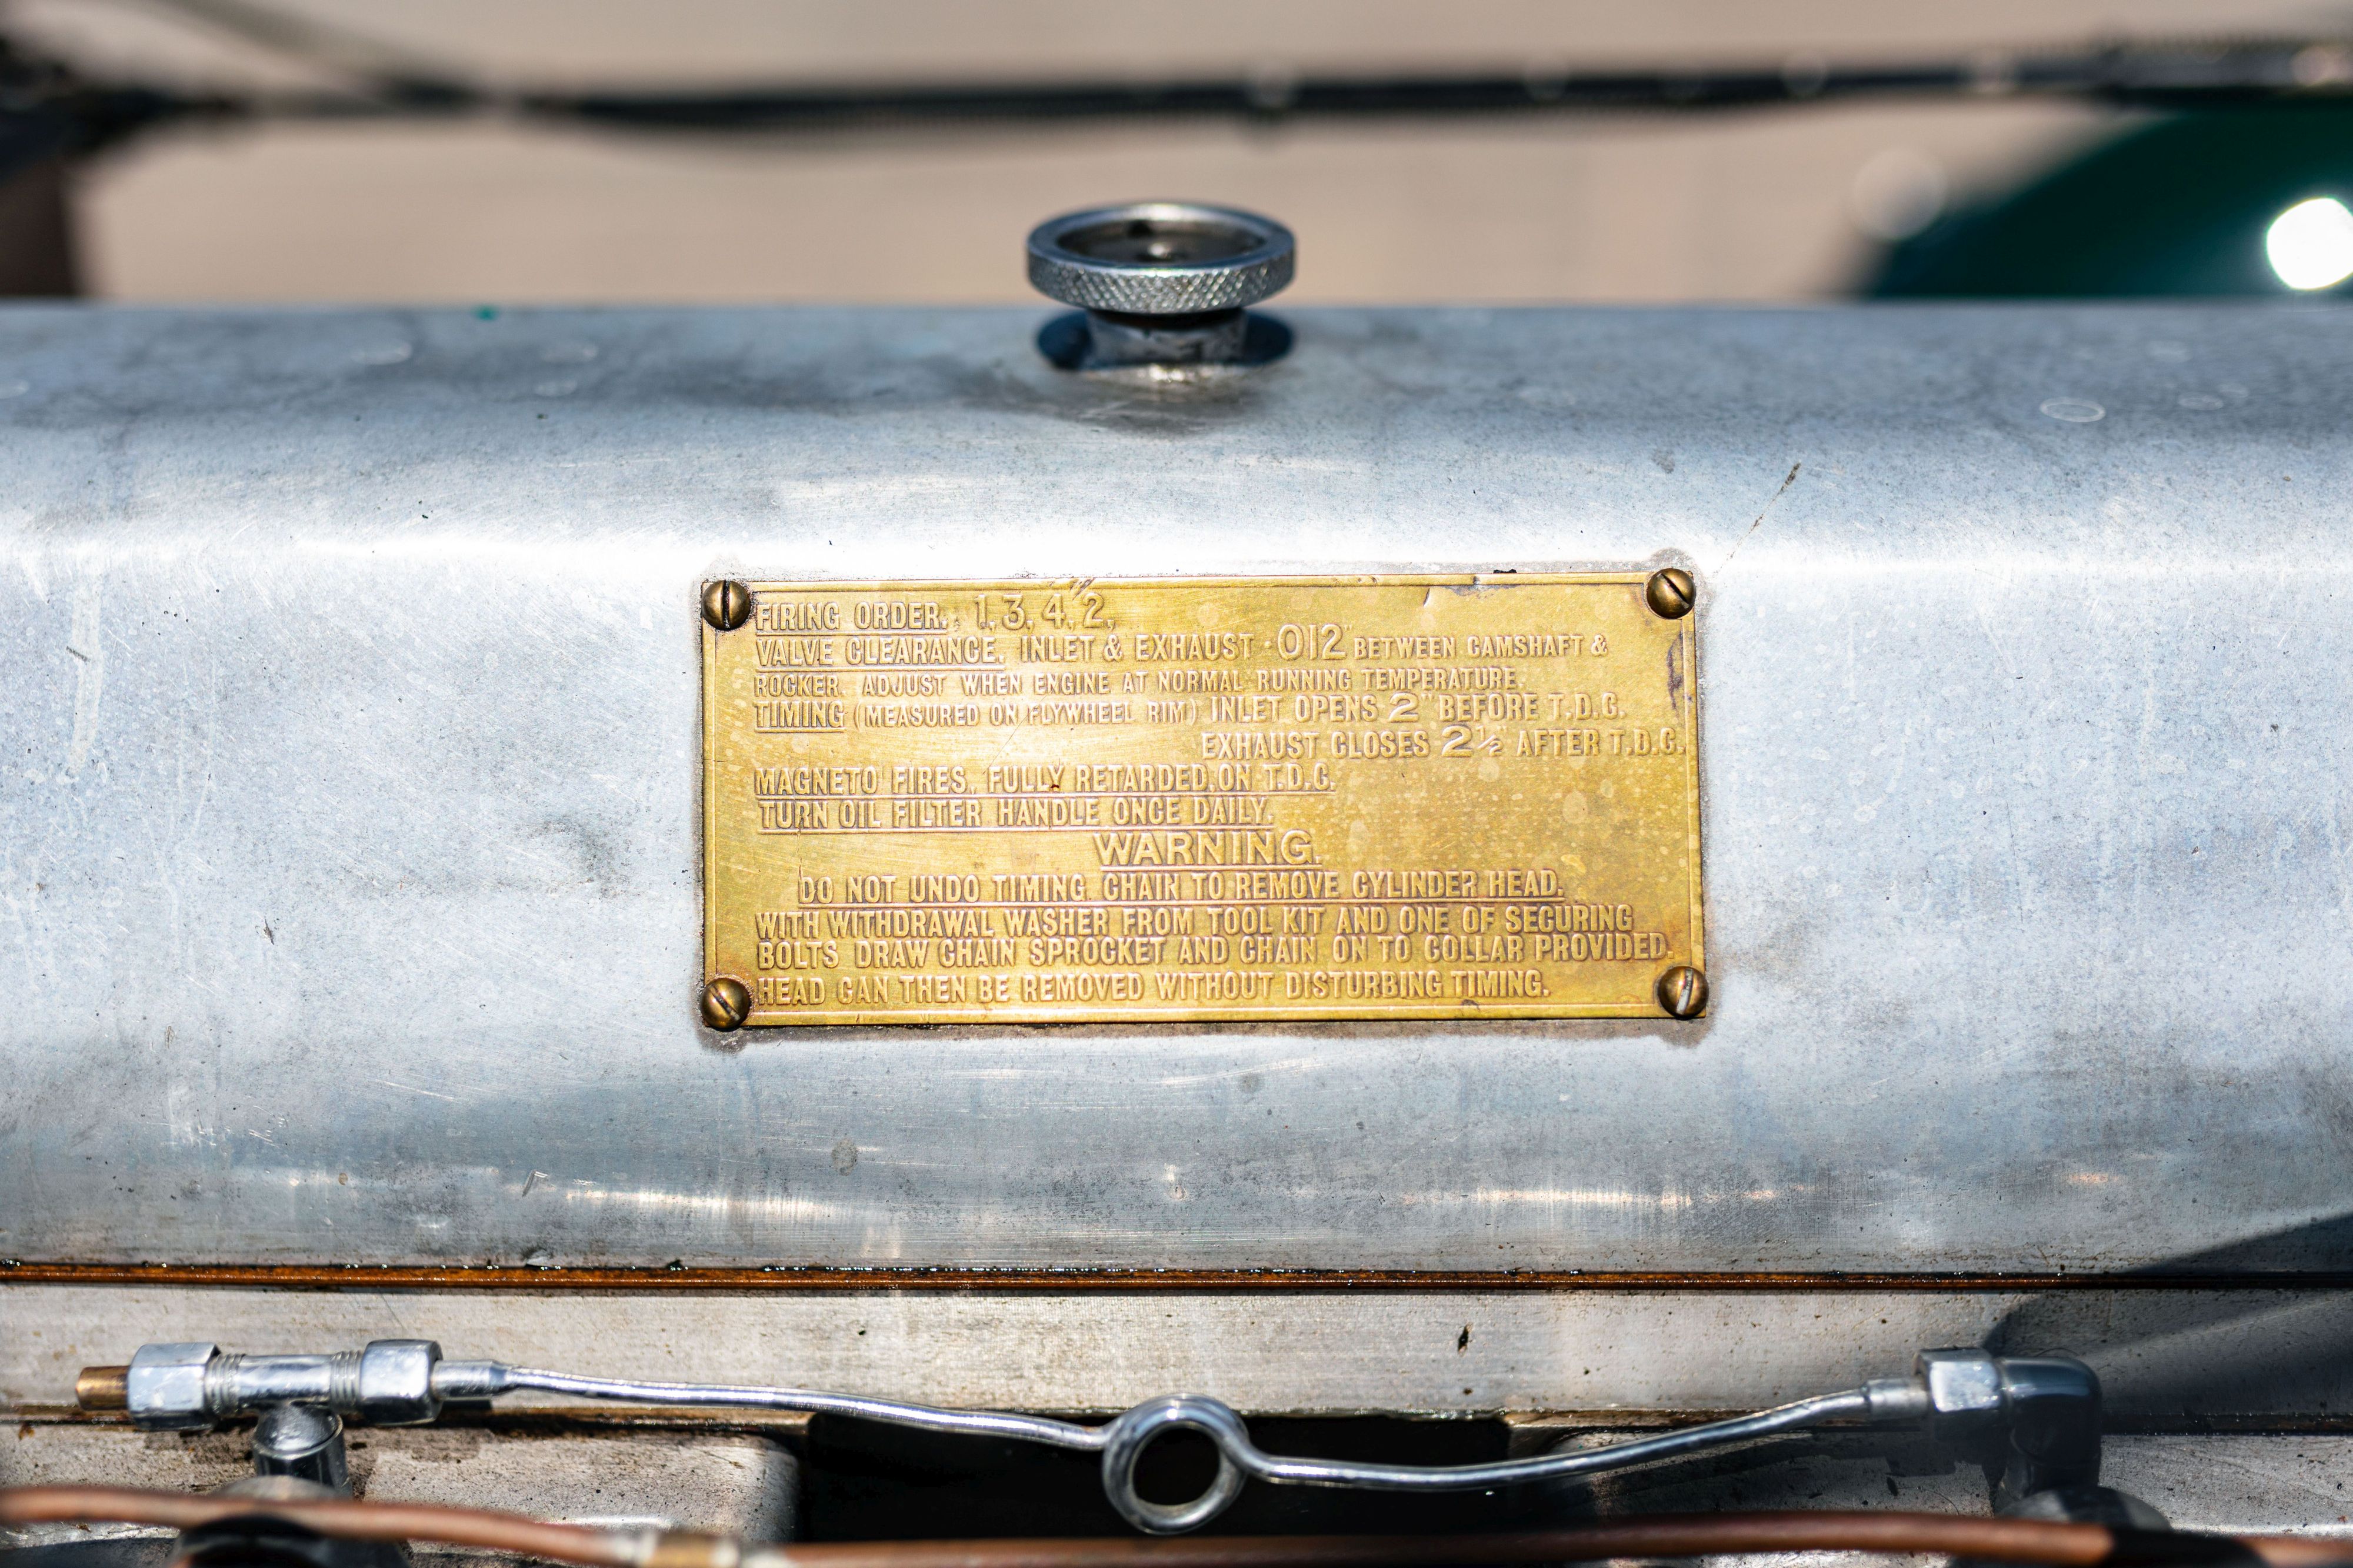 FIRING ORDER. 1, 3, 4, 2,
VALVE CLEARANCE. INLET & EXHAUST ·012" BETWEEN CAMSHAFT &
ROCKER ADJUST WHEN ENGINE AT NORMAL RUNNING TEMPERATURE.
TIMING (MEASURED ON FLYWHEEL RIM) INLET OPENS 2" BEFORE T.D.C.
EXHAUST CLOSES 2½" AFTER T.D.C.
MAGNETO FIRES, FULLY RETARDED, ON T.D.C.
TURN OIL FILTER HANDLE ONCE DAILY.
WARNING.
DO NOT UNDO TIMING CHAIN TO REMOVE CYLINDER HEAD.
WITH WITHDRAWAL WASHER FROM TOOL KIT AND ONE OF SECURING
BOLTS DRAW CHAIN SPROCKET AND CHAIN ON TO COLLAR PROVIDED.
HEAD CAN THEN BE REMOVED WITHOUT DISTURBING TIMING.